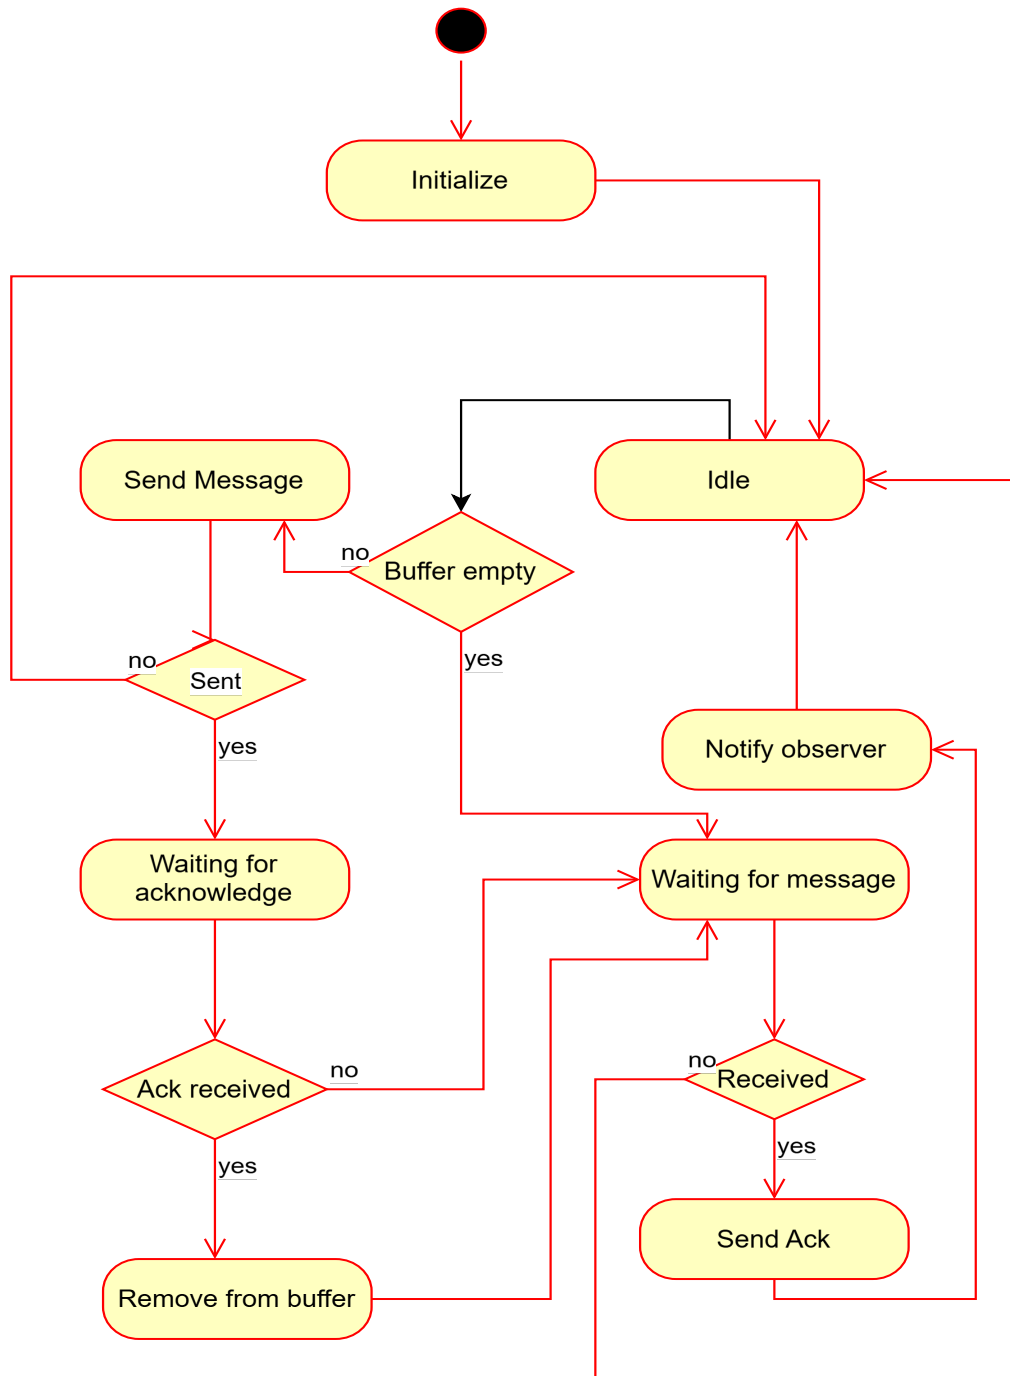 Initialize
Send Message
Idle
no
Buffer empty
no
Sent
yes
yes
Notify observer
Waiting for
acknowledge
Waiting for message
no
Ack received
no
Received
yes
yes
Send Ack
Remove from buffer